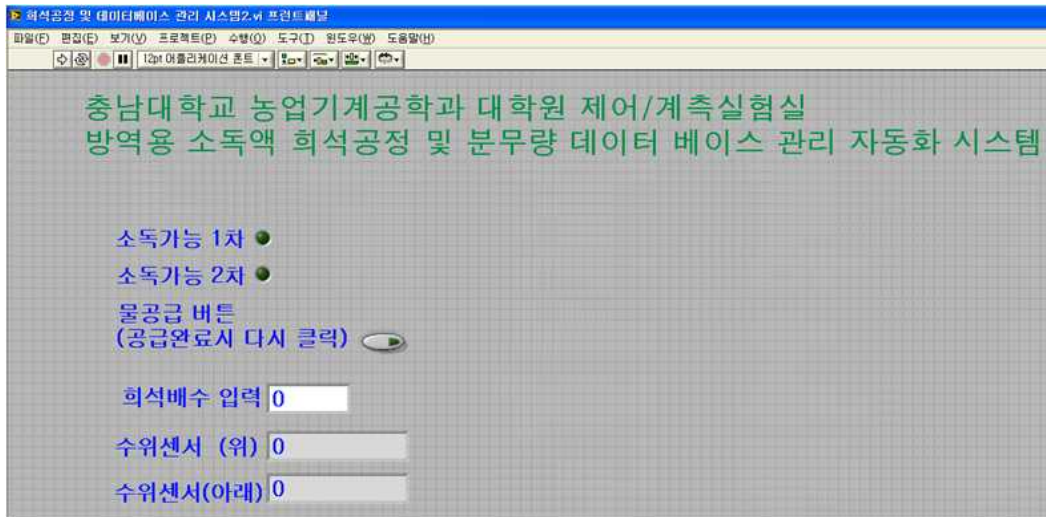 희석공정 및 데이터베이스 관리 시스템2.vi 프런트패널
파일(F) 편집(E) 보기(V) 프로젝트(P) 수행(O) 도구(T) 윈도우(W) 도움말(H)
12pt 어플리케이션 폰트
충남대학교 농업기계공학과 대학원 제어/계측실험실
방역용 소독액 희석공정 및 분무량 데이터 베이스 관리 자동화 시스템
소독가능 1차
소독가능 2차
물공급 버튼
(공급완료시 다시 클릭)
희석배수 입력 0
수위센서 (위) 0
수위센서(아래) 0